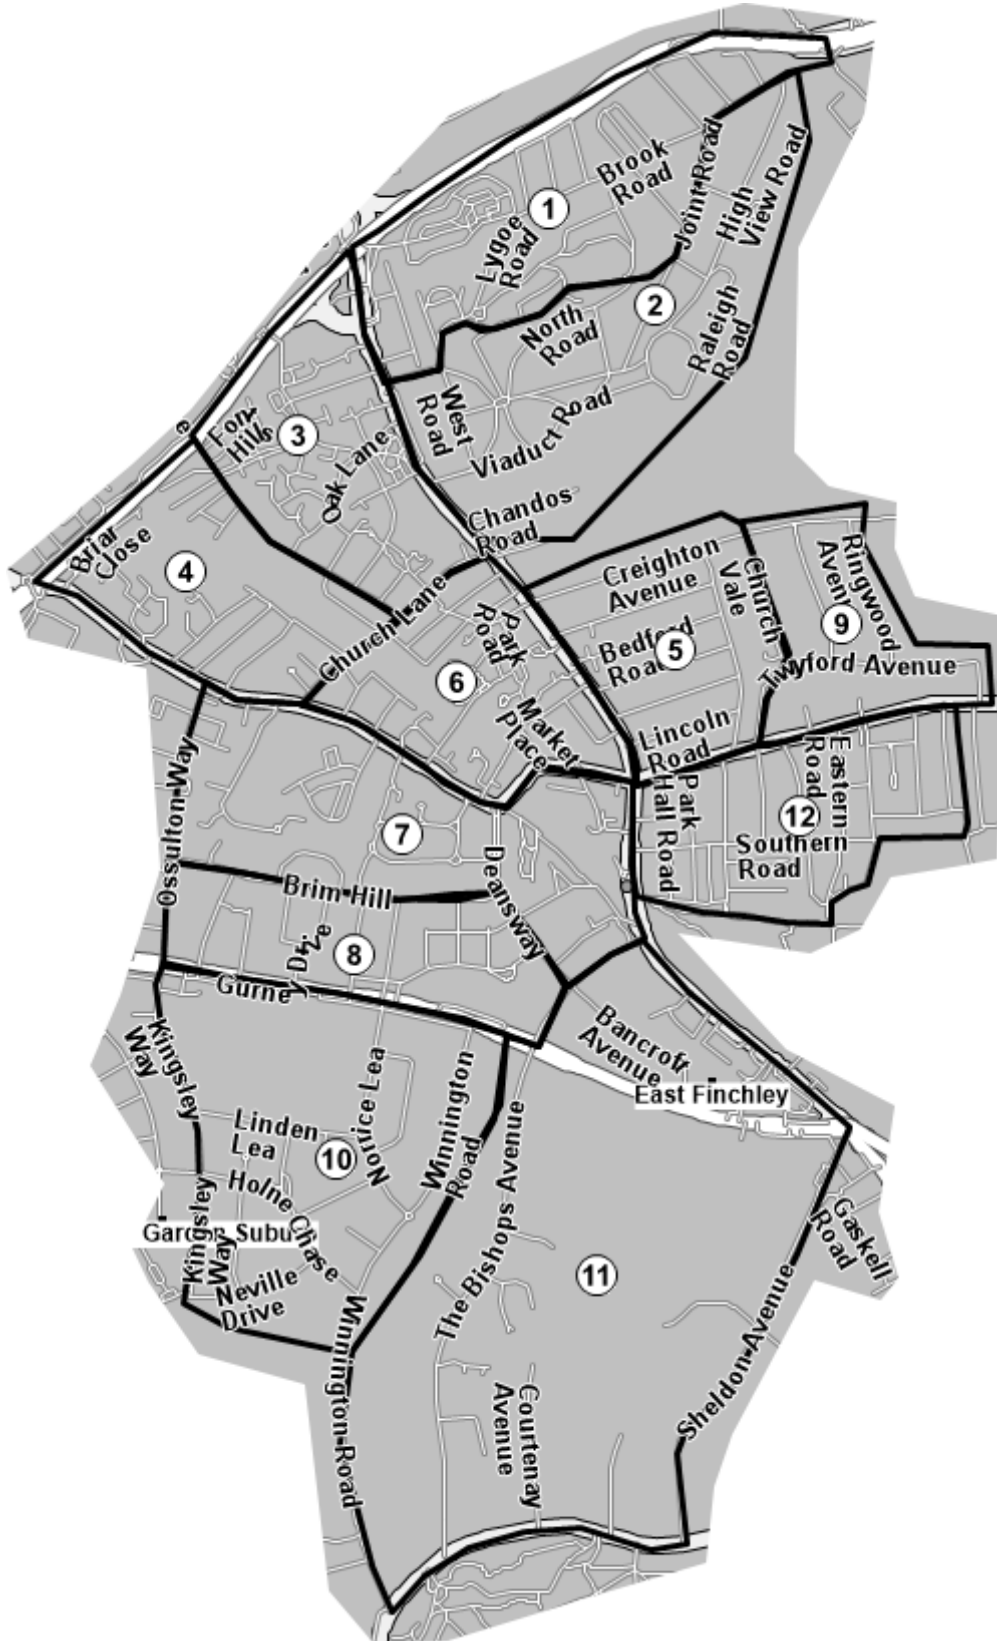 Brook
Road
Joint Road
High
View Road
1
Lygoe
Road
2
North
Road
Raleigh
Road
West
Road
Viaduct Road
Fory
Hills
3
Oak Lane
e
Chandos
Road
Briar
Close
4
Church Lane
Creighton
Avenue
Church
Vale
Ringwood
Avenue
9
Park
Road
Bedford
Road
5
Twyford Avenue
6
Market
Place
Lincoln
Road
Ossulton Way
Park
Hall Road
Eastern
Road
12
Southern
Road
7
Deansway
Brim Hill
8
Gurney Drive
Kingsley
Way
Bancroft
Avenue
East Finchley
Winnington
Road
Norrice Lea
Linden
Lea
10
Holne Chase
The Bishops Avenue
Gaskell
Road
Garden Suburb
Kingsley
Way
Neville
Drive
11
Winnington Road
Sheldon Avenue
Courtenay
Avenue